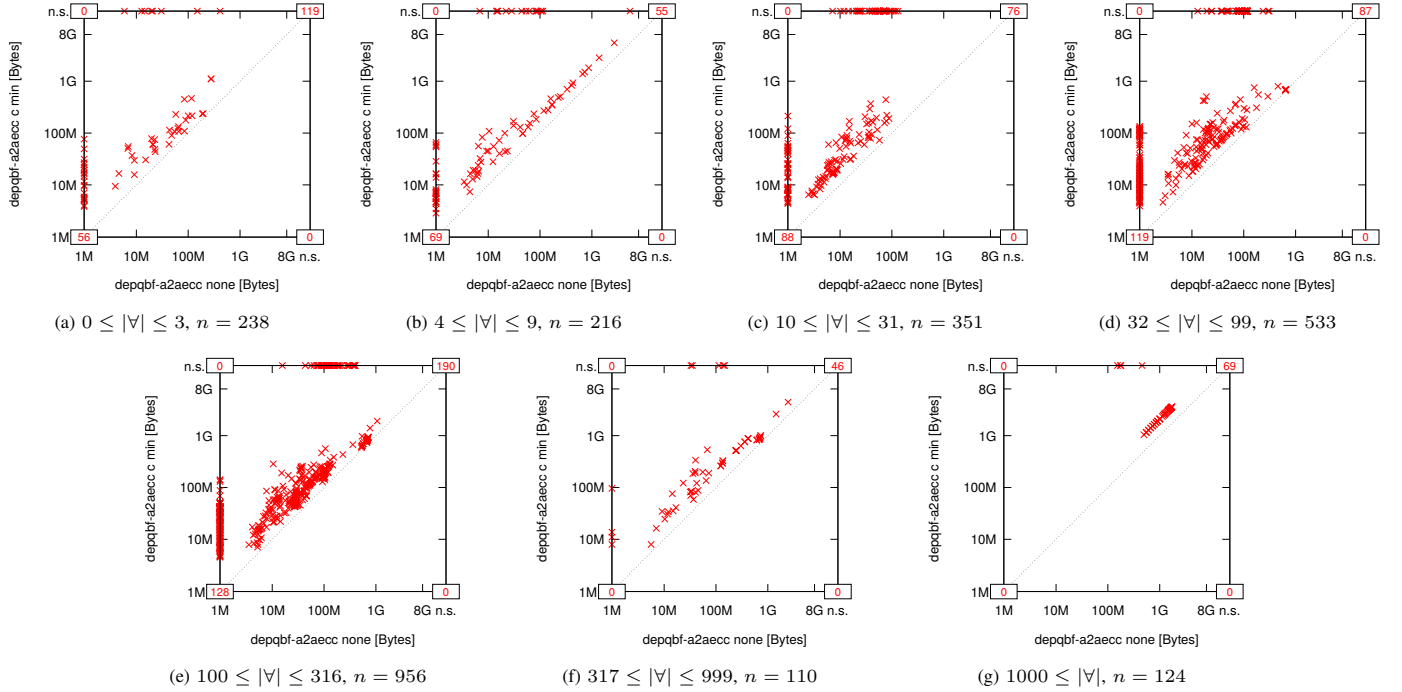 depqbf-a2aecc c min [Bytes]
n.s.
8G
1G
100M
10M
1M
0
119
56
0
1M 10M 100M 1G 8G n.s.
depqbf-a2aecc none [Bytes]
(a) 0 ≤ |∀| ≤ 3, n = 238
depqbf-a2aecc c min [Bytes]
n.s.
8G
1G
100M
10M
1M
0
55
69
0
1M 10M 100M 1G 8G n.s.
depqbf-a2aecc none [Bytes]
(b) 4 ≤ |∀| ≤ 9, n = 216
depqbf-a2aecc c min [Bytes]
n.s.
8G
1G
100M
10M
1M
0
76
88
0
1M 10M 100M 1G 8G n.s.
depqbf-a2aecc none [Bytes]
(c) 10 ≤ |∀| ≤ 31, n = 351
depqbf-a2aecc c min [Bytes]
n.s.
8G
1G
100M
10M
1M
0
87
119
0
1M 10M 100M 1G 8G n.s.
depqbf-a2aecc none [Bytes]
(d) 32 ≤ |∀| ≤ 99, n = 533
depqbf-a2aecc c min [Bytes]
n.s.
8G
1G
100M
10M
1M
0
190
128
0
1M 10M 100M 1G 8G n.s.
depqbf-a2aecc none [Bytes]
(e) 100 ≤ |∀| ≤ 316, n = 956
depqbf-a2aecc c min [Bytes]
n.s.
8G
1G
100M
10M
1M
0
46
0
0
1M 10M 100M 1G 8G n.s.
depqbf-a2aecc none [Bytes]
(f) 317 ≤ |∀| ≤ 999, n = 110
depqbf-a2aecc c min [Bytes]
n.s.
8G
1G
100M
10M
1M
0
69
0
0
1M 10M 100M 1G 8G n.s.
depqbf-a2aecc none [Bytes]
(g) 1000 ≤ |∀|, n = 124